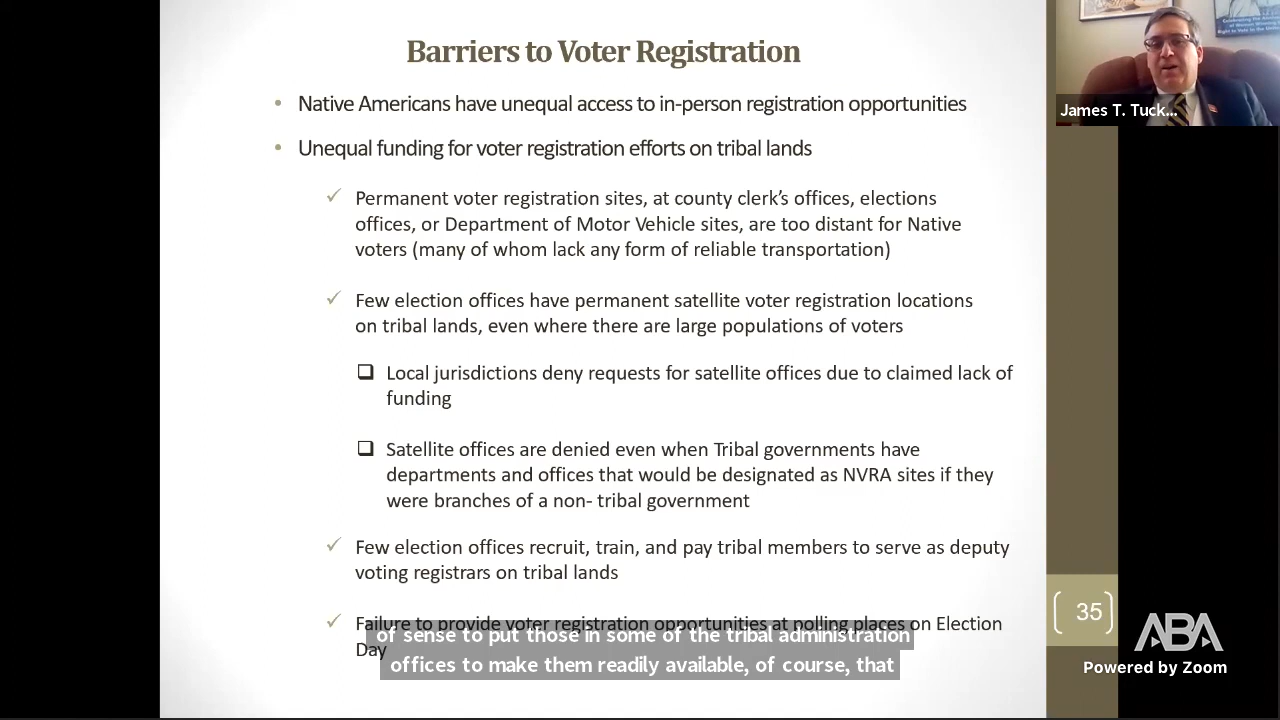 Barriers to Voter Registration
• Native Americans have unequal access to in-person registration opportunities
• Unequal funding for voter registration efforts on tribal lands
✓ Permanent voter registration sites, at county clerk's offices, elections
offices, or Department of Motor Vehicle sites, are too distant for Native
voters (many of whom lack any form of reliable transportation)
✓ Few election offices have permanent satellite voter registration locations
on tribal lands, even where there are large populations of voters
❑ Local jurisdictions deny requests for satellite offices due to claimed lack of
funding
❑ Satellite offices are denied even when Tribal governments have
departments and offices that would be designated as NVRA sites if they
were branches of a non- tribal government
✓ Few election offices recruit, train, and pay tribal members to serve as deputy
voting registrars on tribal lands
✓ Failure to provide voter registration opportunities at polling places on Election
Day
of sense to put those in some of the tribal administration
offices to make them readily available, of course, that
James T. Tuck...
35
ABA
Powered by Zoom